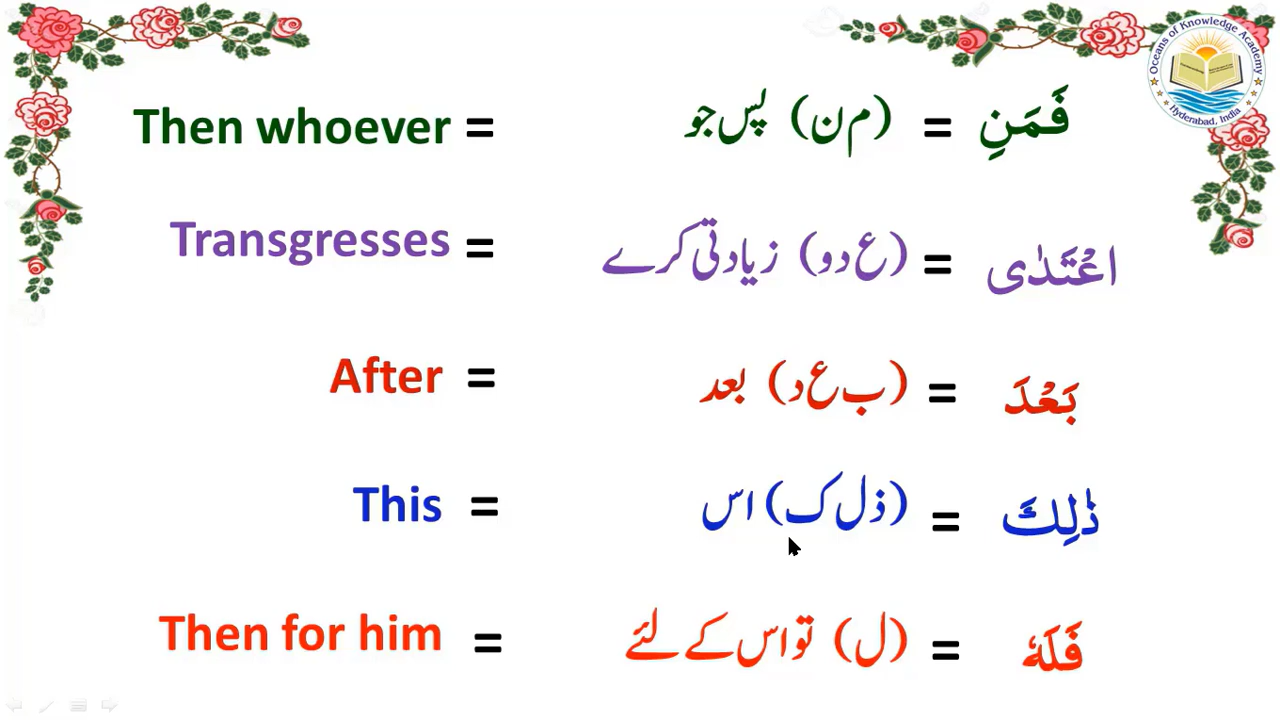 Oceans of Knowledge Academy
Hyderabad, India
فَمَنِ = (م ن) پس جو = Then whoever
اعْتَدٰى = (ع د و) زیادتی کرے = Transgresses
بَعْدَ = (ب ع د) بعد = After
ذٰلِكَ = (ذ ل ک) اس = This
فَلَهٗ = (ل) تو اس کے لئے = Then for him